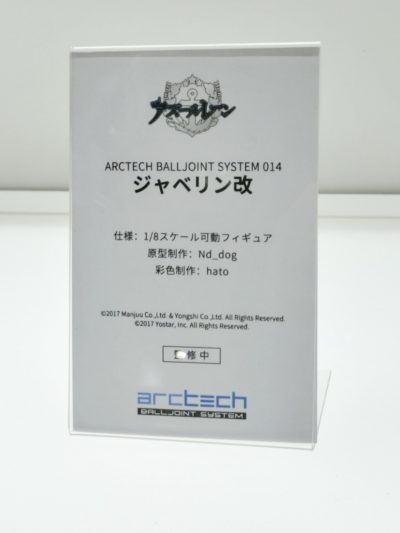 アズールレーン
ARCTECH BALLJOINT SYSTEM 014
ジャベリン改
仕様：1/8スケール可動フィギュア
原型制作：Nd_dog
彩色制作：hato
©2017 Manjuu Co.,Ltd. & Yongshi Co.,Ltd. All Rights Reserved.
©2017 Yostar, Inc. All Rights Reserved.
修中
arctech
BALLJOINT SYSTEM